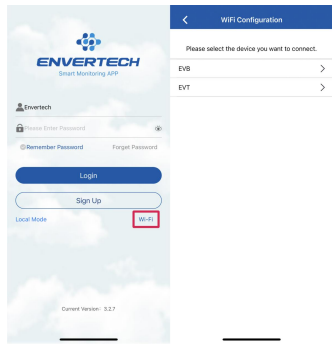 ENVERTECH
Smart Monitoring APP
Envertech
Please Enter Password
Remember Password
Forget Password
Login
Sign Up
Local Mode
Wi-Fi
Current Version: 3.2.7
WiFi Configuration
Please select the device you want to connect.
EVB
EVT